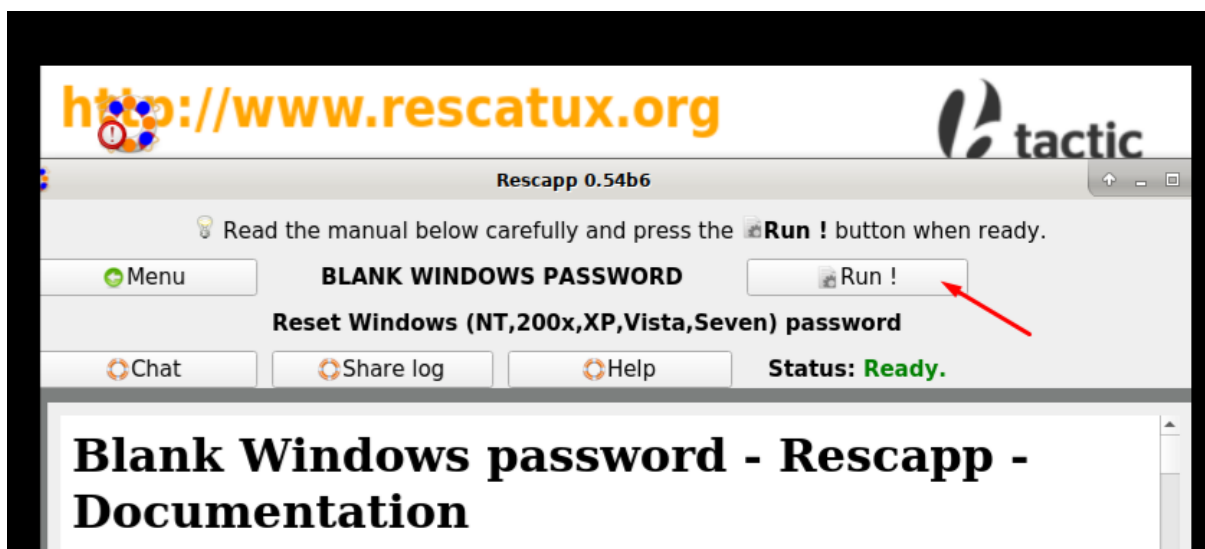 http://www.rescatux.org
tactic
Rescapp 0.54b6
Read the manual below carefully and press the Run ! button when ready.
Menu
BLANK WINDOWS PASSWORD
Run !
Reset Windows (NT,200x,XP,Vista,Seven) password
Chat
Share log
Help
Status: Ready.
Blank Windows password - Rescapp -
Documentation